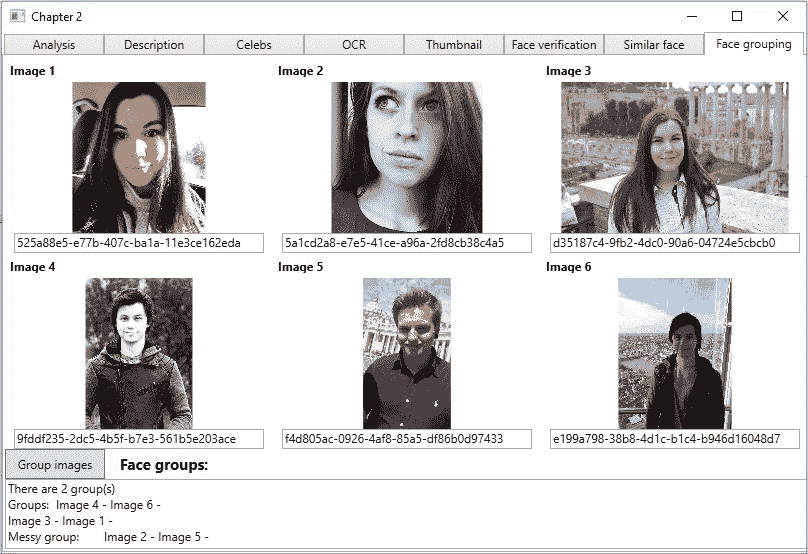 Chapter 2
Analysis Description Celebs OCR Thumbnail Face verification Similar face Face grouping
Image 1 Image 2 Image 3
525a88e5-e77b-407c-ba1a-11e3ce162eda 5a1cd2a8-e7e5-41ce-a96a-2fd8cb38c4a5 d35187c4-9fb2-4dc0-90a6-04724e5cbcb0
Image 4 Image 5 Image 6
9fddf235-2dc5-4b5f-b7e3-561b5e203ace f4d805ac-0926-4af8-85a5-df86b0d97433 e199a798-38b8-4d1c-b1c4-b946d16048d7
Group images Face groups:
There are 2 group(s)
Groups: Image 4 - Image 6 -
Image 3 - Image 1 -
Messy group: Image 2 - Image 5 -